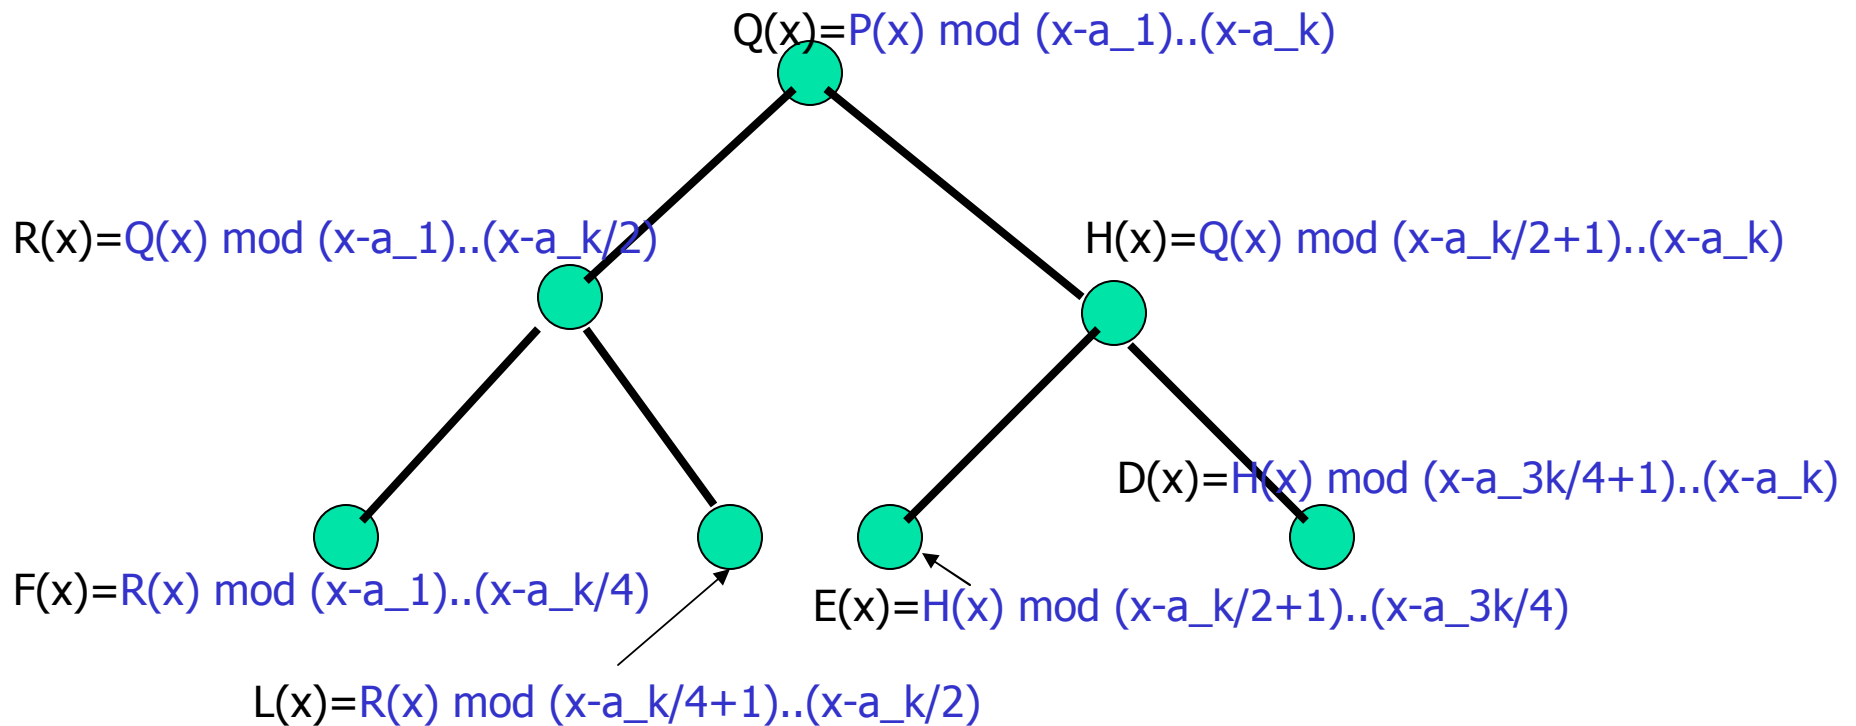 Q(x)=P(x) mod (x-a_1)..(x-a_k)
R(x)=Q(x) mod (x-a_1)..(x-a_k/2)
H(x)=Q(x) mod (x-a_k/2+1)..(x-a_k)
D(x)=H(x) mod (x-a_3k/4+1)..(x-a_k)
F(x)=R(x) mod (x-a_1)..(x-a_k/4)
E(x)=H(x) mod (x-a_k/2+1)..(x-a_3k/4)
L(x)=R(x) mod (x-a_k/4+1)..(x-a_k/2)